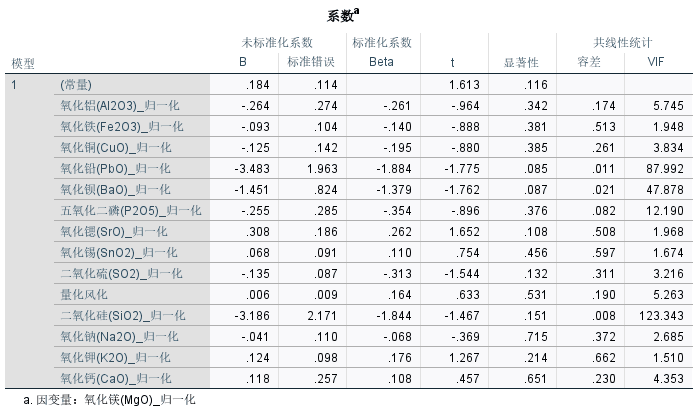 系数a
未标准化系数 标准化系数 共线性统计
模型 B 标准错误 Beta t 显著性 容差 VIF
1 (常量) .184 .114 1.613 .116
氧化铝(Al2O3)_归一化 -.264 .274 -.261 -.964 .342 .174 5.745
氧化铁(Fe2O3)_归一化 -.093 .104 -.140 -.888 .381 .513 1.948
氧化铜(CuO)_归一化 -.125 .142 -.195 -.880 .385 .261 3.834
氧化铅(PbO)_归一化 -3.483 1.963 -1.884 -1.775 .085 .011 87.992
氧化钡(BaO)_归一化 -1.451 .824 -1.379 -1.762 .087 .021 47.878
五氧化二磷(P2O5)_归一化 -.255 .285 -.354 -.896 .376 .082 12.190
氧化锶(SrO)_归一化 .308 .186 .262 1.652 .108 .508 1.968
氧化锡(SnO2)_归一化 .068 .091 .110 .754 .456 .597 1.674
二氧化硫(SO2)_归一化 -.135 .087 -.313 -1.544 .132 .311 3.216
量化风化 .006 .009 .164 .633 .531 .190 5.263
二氧化硅(SiO2)_归一化 -3.186 2.171 -1.844 -1.467 .151 .008 123.343
氧化钠(Na2O)_归一化 -.041 .110 -.068 -.369 .715 .372 2.685
氧化钾(K2O)_归一化 .124 .098 .176 1.267 .214 .662 1.510
氧化钙(CaO)_归一化 .118 .257 .108 .457 .651 .230 4.353
a. 因变量：氧化镁(MgO)_归一化